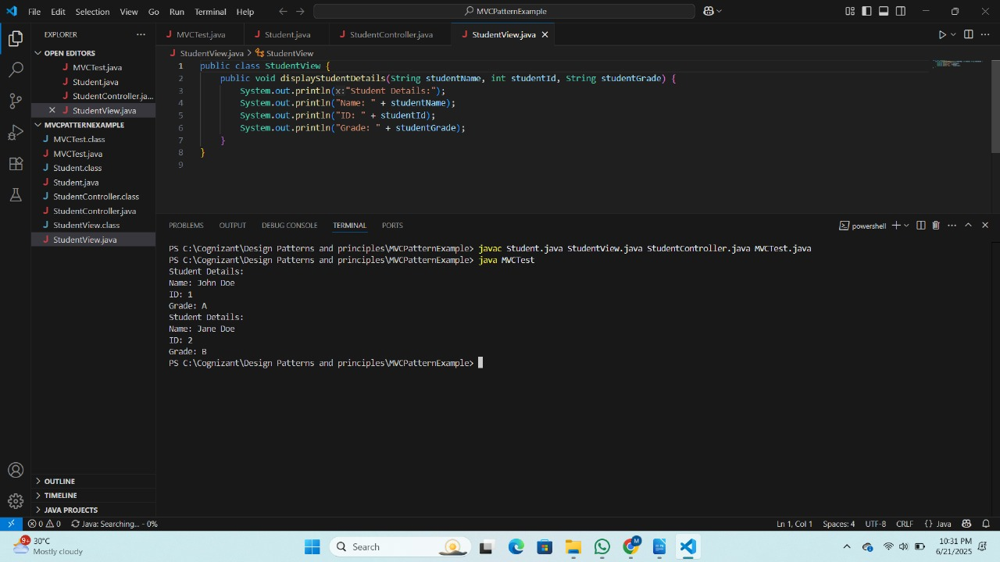 File Edit Selection View Go Run Terminal Help
MVCPatternExample
EXPLORER
MVCTest.java
Student.java
StudentController.java
StudentView.java
OPEN EDITORS
MVCTest.java
Student.java
StudentController.ja...
StudentView.java
MVCPATTERNEXAMPLE
MVCTest.class
MVCTest.java
Student.class
Student.java
StudentController.class
StudentController.java
StudentView.class
StudentView.java
OUTLINE
TIMELINE
JAVA PROJECTS
StudentView.java > StudentView
1 public class StudentView {
2 public void displayStudentDetails(String studentName, int studentId, String studentGrade) {
3 System.out.println(x:"Student Details:");
4 System.out.println("Name: " + studentName);
5 System.out.println("ID: " + studentId);
6 System.out.println("Grade: " + studentGrade);
7 }
8 }
9
PROBLEMS OUTPUT DEBUG CONSOLE TERMINAL PORTS
powershell
PS C:\Cognizant\Design Patterns and principles\MVCPatternExample> javac Student.java StudentView.java StudentController.java MVCTest.java
PS C:\Cognizant\Design Patterns and principles\MVCPatternExample> java MVCTest
Student Details:
Name: John Doe
ID: 1
Grade: A
Student Details:
Name: Jane Doe
ID: 2
Grade: B
PS C:\Cognizant\Design Patterns and principles\MVCPatternExample>
0 0 Java: Searching... - 0%
Ln 1, Col 1 Spaces: 4 UTF-8 CRLF {} Java
9+ 30°C
Mostly cloudy
Search
M
10:31 PM
6/21/2025